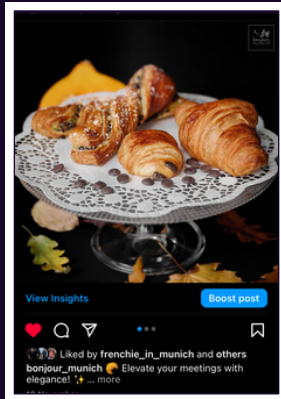 View Insights
Boost post
Liked by frenchie_in_munich and others
bonjour_munich 🥐 Elevate your meetings with
elegance! ✨ ... more